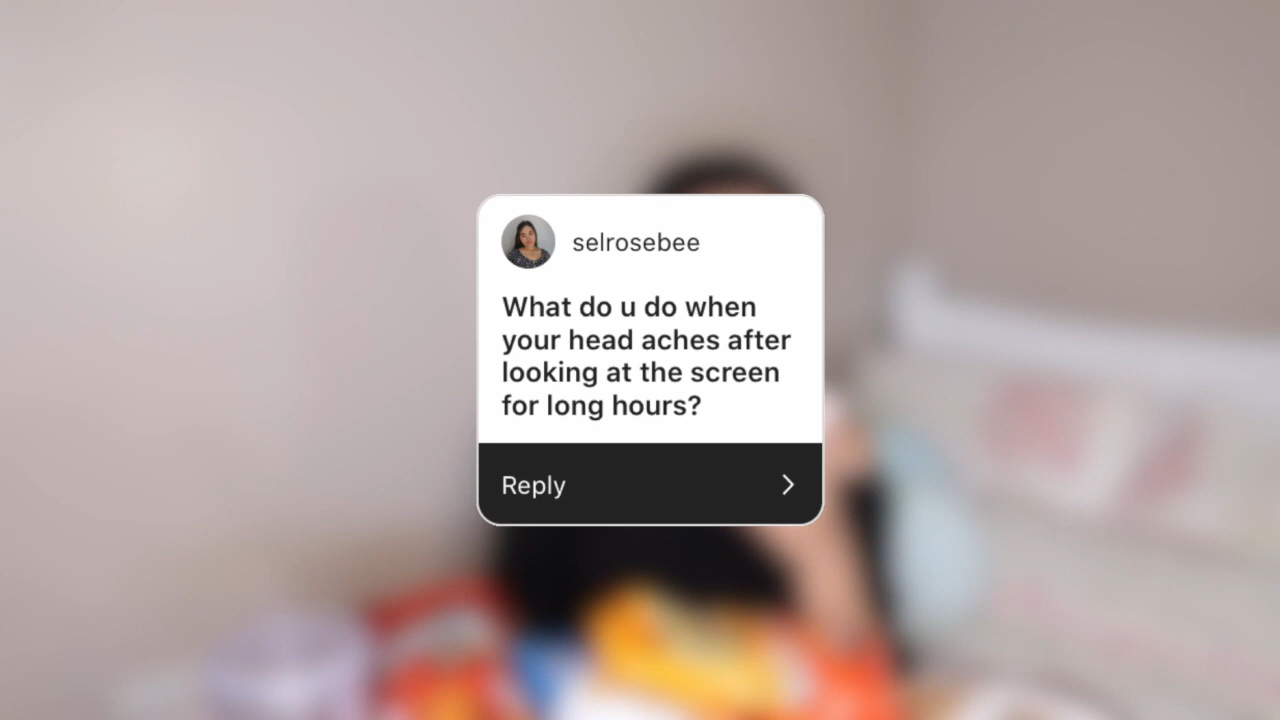 selrosebee
What do u do when
your head aches after
looking at the screen
for long hours?
Reply